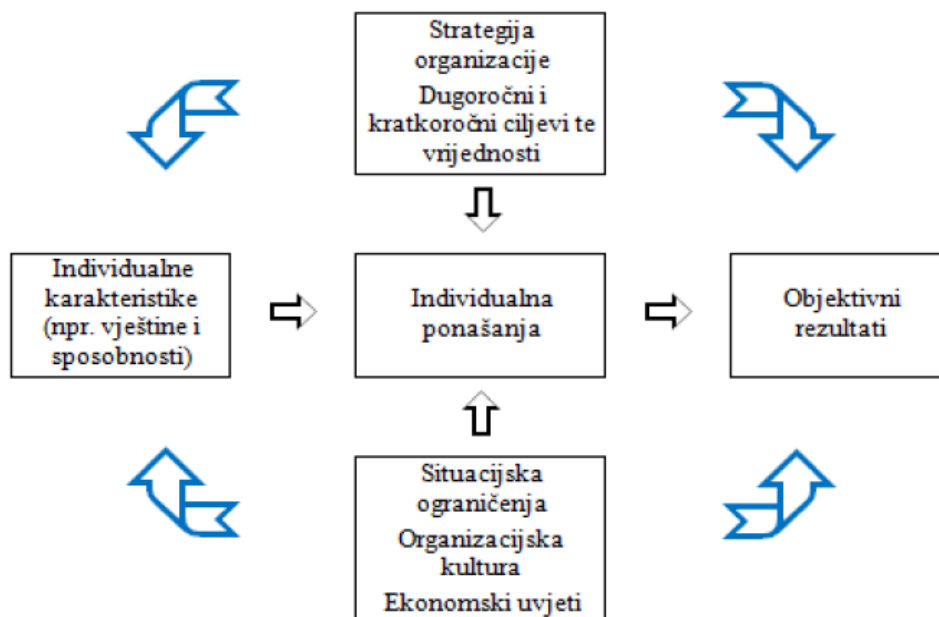 Strategija
organizacije
Dugoročni i
kratkoročni ciljevi te
vrijednosti
Individualne
karakteristike
(npr. vještine i
sposobnosti)
Individualna
ponašanja
Objektivni
rezultati
Situacijska
ograničenja
Organizacijska
kultura
Ekonomski uvjeti